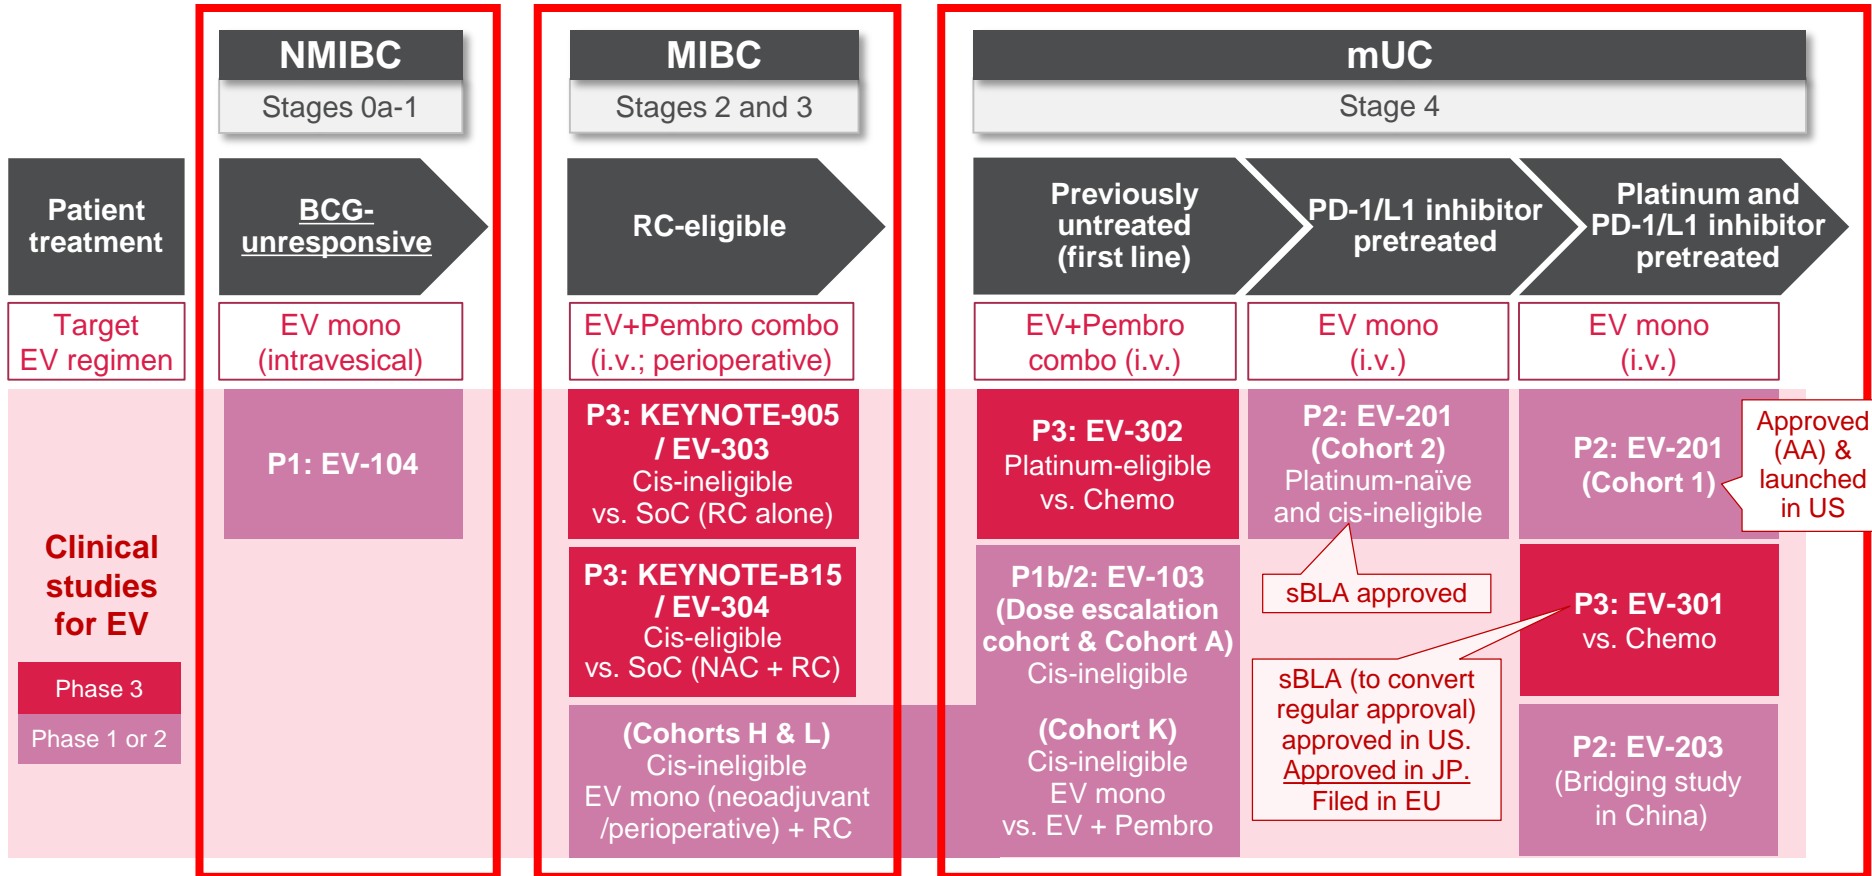 NMIBC
Stages 0a-1
MIBC
Stages 2 and 3
mUC
Stage 4
Patient
treatment
BCG-
unresponsive
RC-eligible
Previously
untreated
(first line)
PD-1/L1 inhibitor
pretreated
Platinum and
PD-1/L1 inhibitor
pretreated
Target
EV regimen
EV mono
(intravesical)
EV+Pembro combo
(i.v.; perioperative)
EV+Pembro
combo (i.v.)
EV mono
(i.v.)
EV mono
(i.v.)
Clinical
studies
for EV
Phase 3
Phase 1 or 2
P1: EV-104
P3: KEYNOTE-905
/ EV-303
Cis-ineligible
vs. SoC (RC alone)
P3: KEYNOTE-B15
/ EV-304
Cis-eligible
vs. SoC (NAC + RC)
(Cohorts H & L)
Cis-ineligible
EV mono (neoadjuvant
/perioperative) + RC
P3: EV-302
Platinum-eligible
vs. Chemo
P1b/2: EV-103
(Dose escalation
cohort & Cohort A)
Cis-ineligible
(Cohort K)
Cis-ineligible
EV mono
vs. EV + Pembro
P2: EV-201
(Cohort 2)
Platinum-naïve
and cis-ineligible
sBLA approved
sBLA (to convert
regular approval)
approved in US.
Approved in JP.
Filed in EU
P2: EV-201
(Cohort 1)
Approved
(AA) &
launched
in US
P3: EV-301
vs. Chemo
P2: EV-203
(Bridging study
in China)